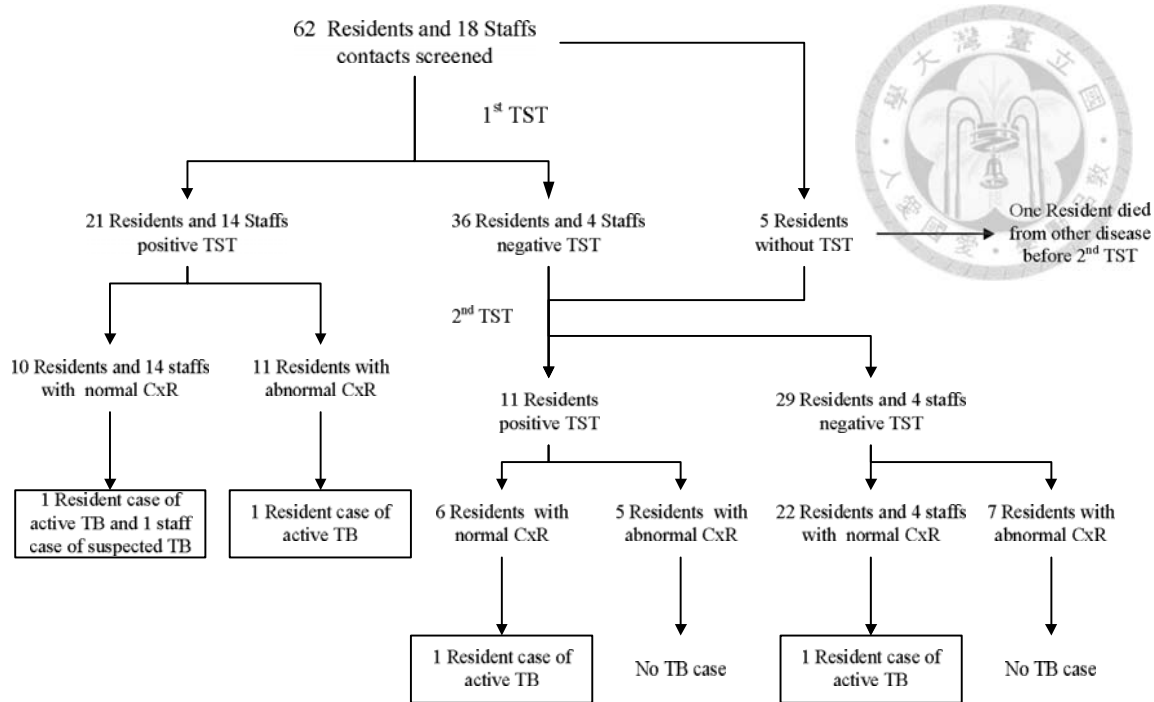 62 Residents and 18 Staffs
contacts screened
1st TST
21 Residents and 14 Staffs
positive TST
36 Residents and 4 Staffs
negative TST
5 Residents
without TST
One Resident died
from other disease
before 2nd TST
2nd TST
10 Residents and 14 staffs
with normal CxR
11 Residents with
abnormal CxR
11 Residents
positive TST
29 Residents and 4 staffs
negative TST
1 Resident case of
active TB and 1 staff
case of suspected TB
1 Resident case of
active TB
6 Residents with
normal CxR
5 Residents with
abnormal CxR
22 Residents and 4 staffs
with normal CxR
7 Residents with
abnormal CxR
1 Resident case of
active TB
No TB case
1 Resident case of
active TB
No TB case
學大灣臺立國